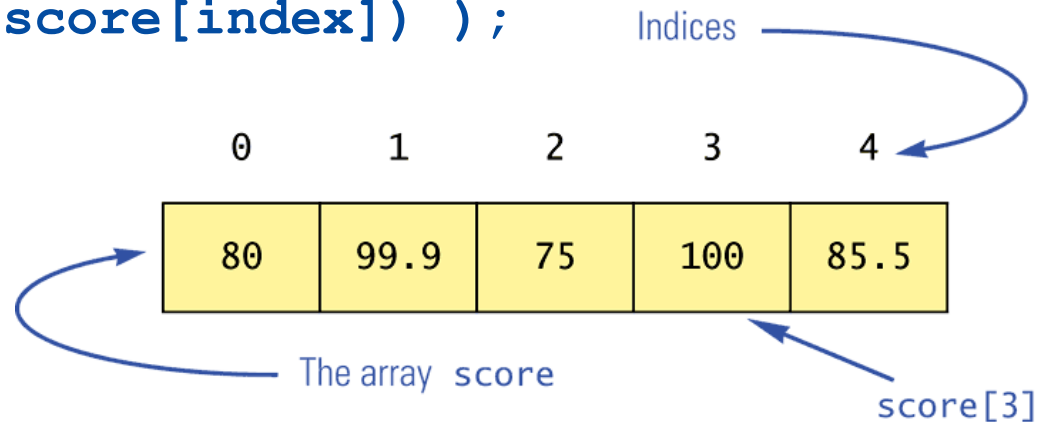 score[index]) );
Indices
0 1 2 3 4
80 99.9 75 100 85.5
The array score
score[3]